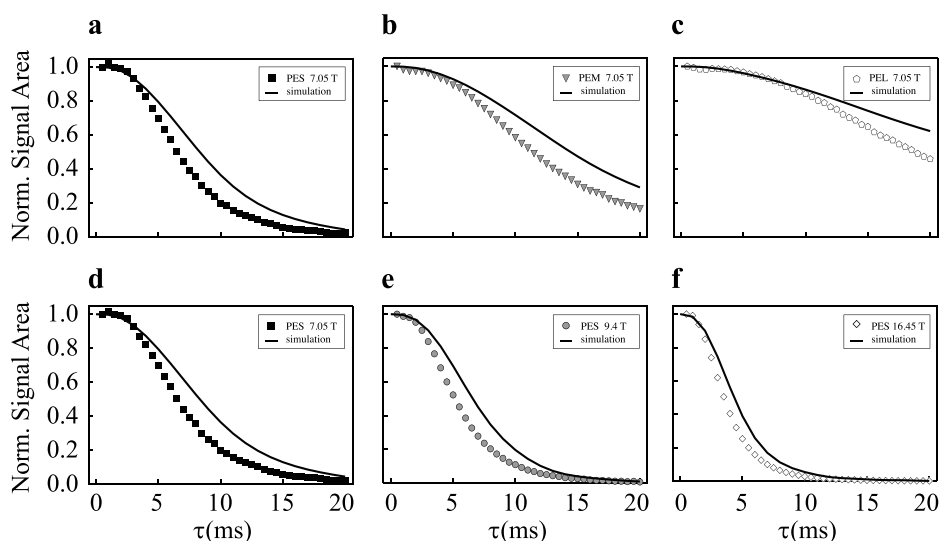 a
b
c
Norm. Signal Area
1.0
0.8
0.6
0.4
0.2
0.0
PES 7.05 T
simulation
PEM 7.05 T
simulation
PEL 7.05 T
simulation
d
e
f
Norm. Signal Area
1.0
0.8
0.6
0.4
0.2
0.0
PES 7.05 T
simulation
PES 9.4 T
simulation
PES 16.45 T
simulation
0 5 10 15 20
0 5 10 15 20
0 5 10 15 20
τ(ms)
τ(ms)
τ(ms)